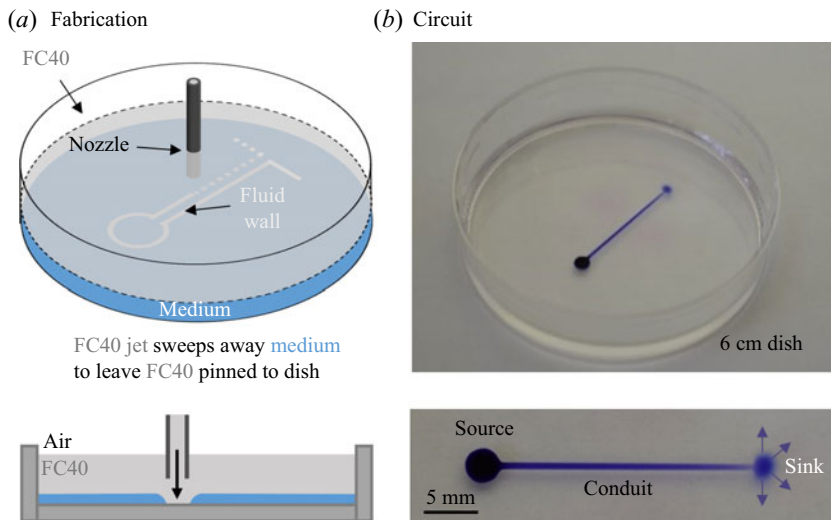 (a) Fabrication
FC40
Nozzle
Fluid
wall
Medium
FC40 jet sweeps away medium
to leave FC40 pinned to dish
Air
FC40
(b) Circuit
6 cm dish
Source
Sink
Conduit
5 mm